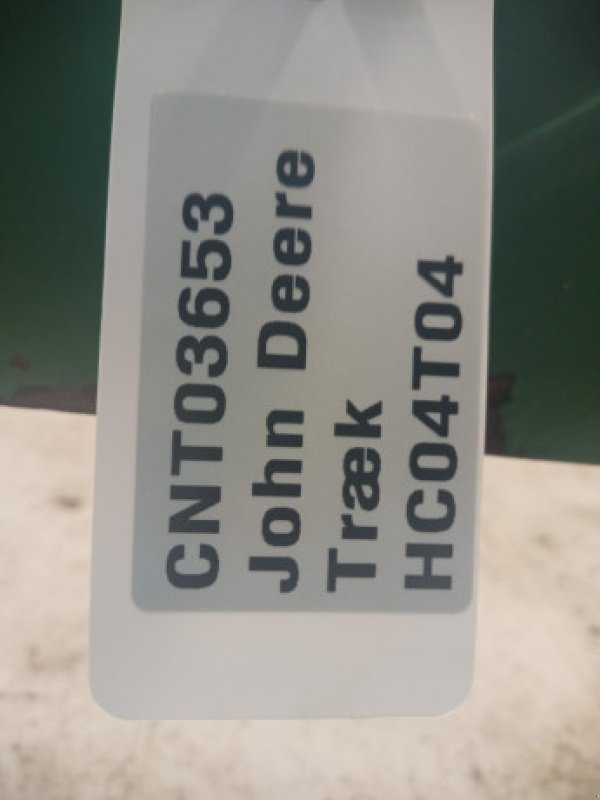 CNT03653
John Deere
Træk
HC04T04